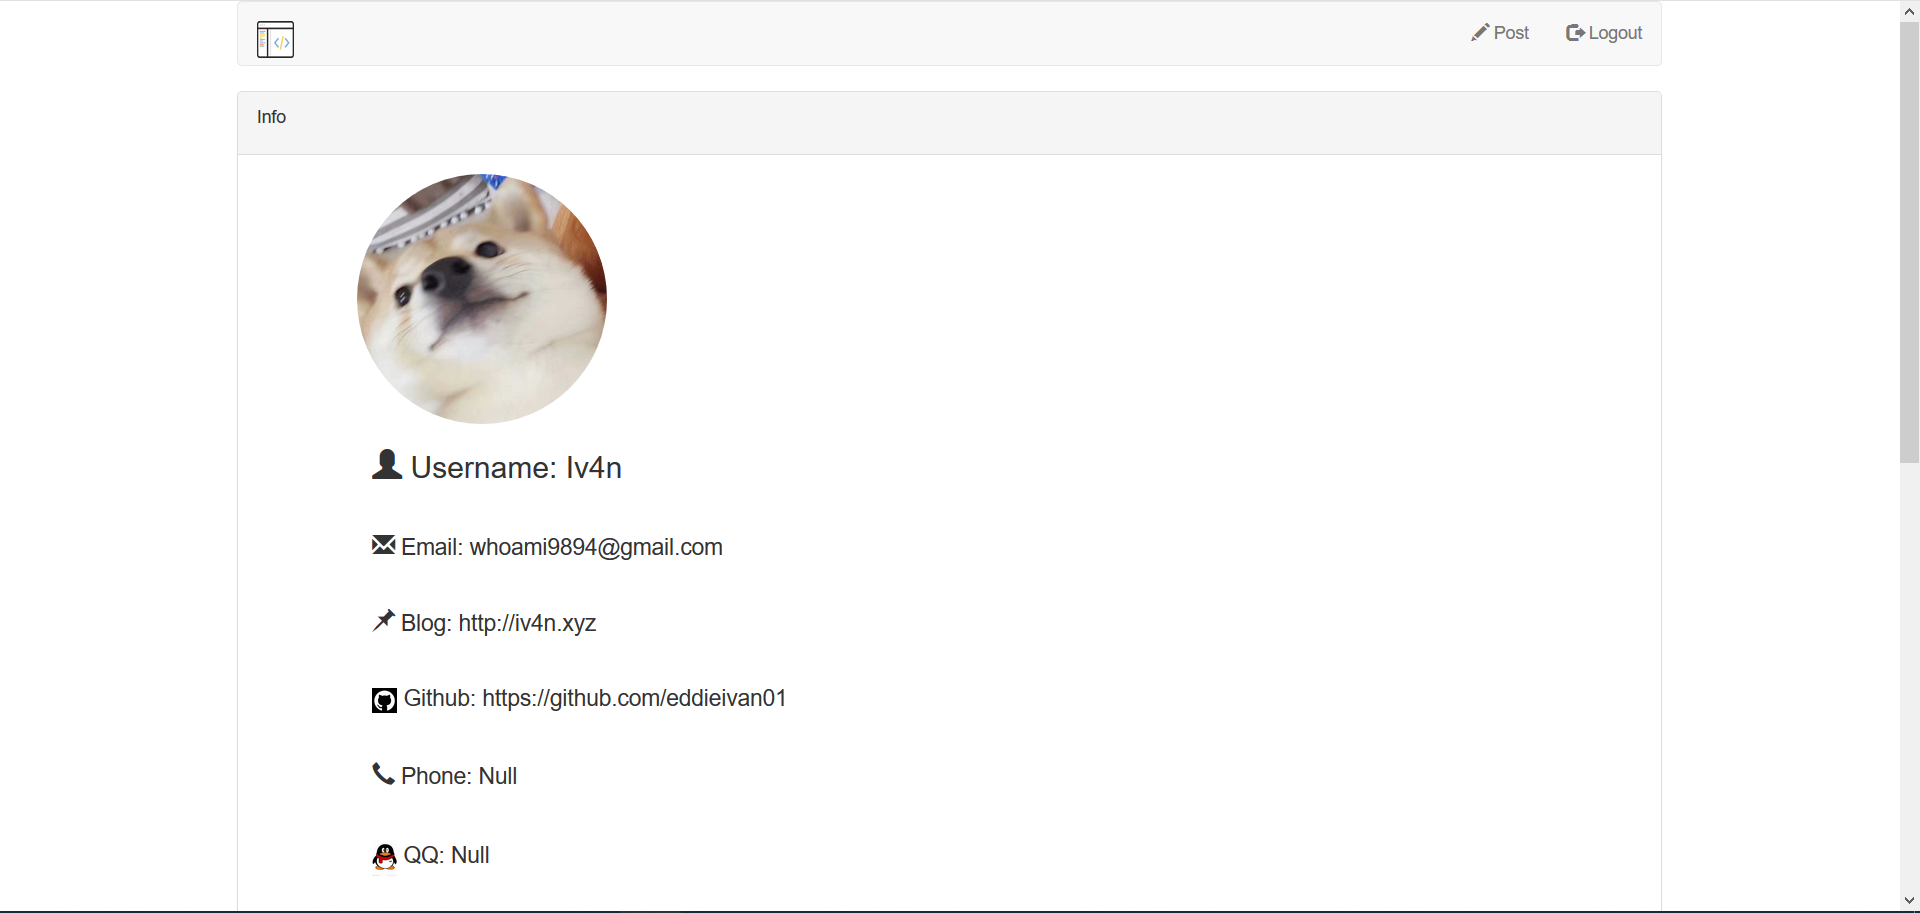 Post
Logout
Info
Username: Iv4n
Email: whoami9894@gmail.com
Blog: http://iv4n.xyz
Github: https://github.com/eddieivan01
Phone: Null
QQ: Null